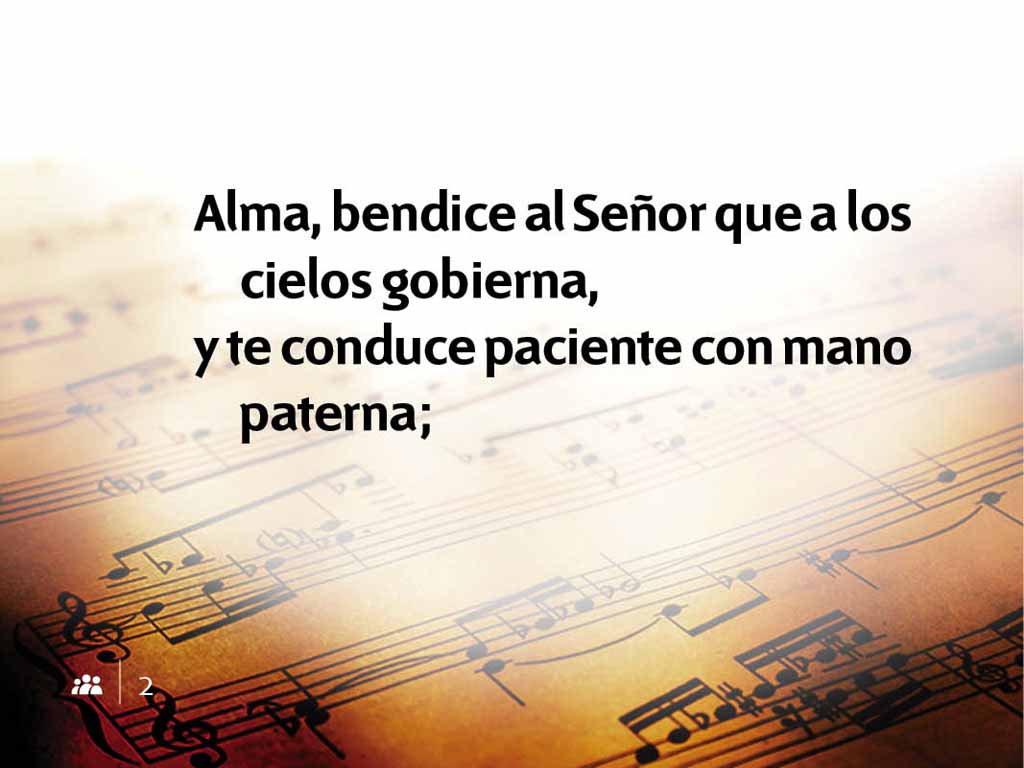 Alma, bendice al Señor que a los
cielos gobierna,
y te conduce paciente con mano
paterna;
2